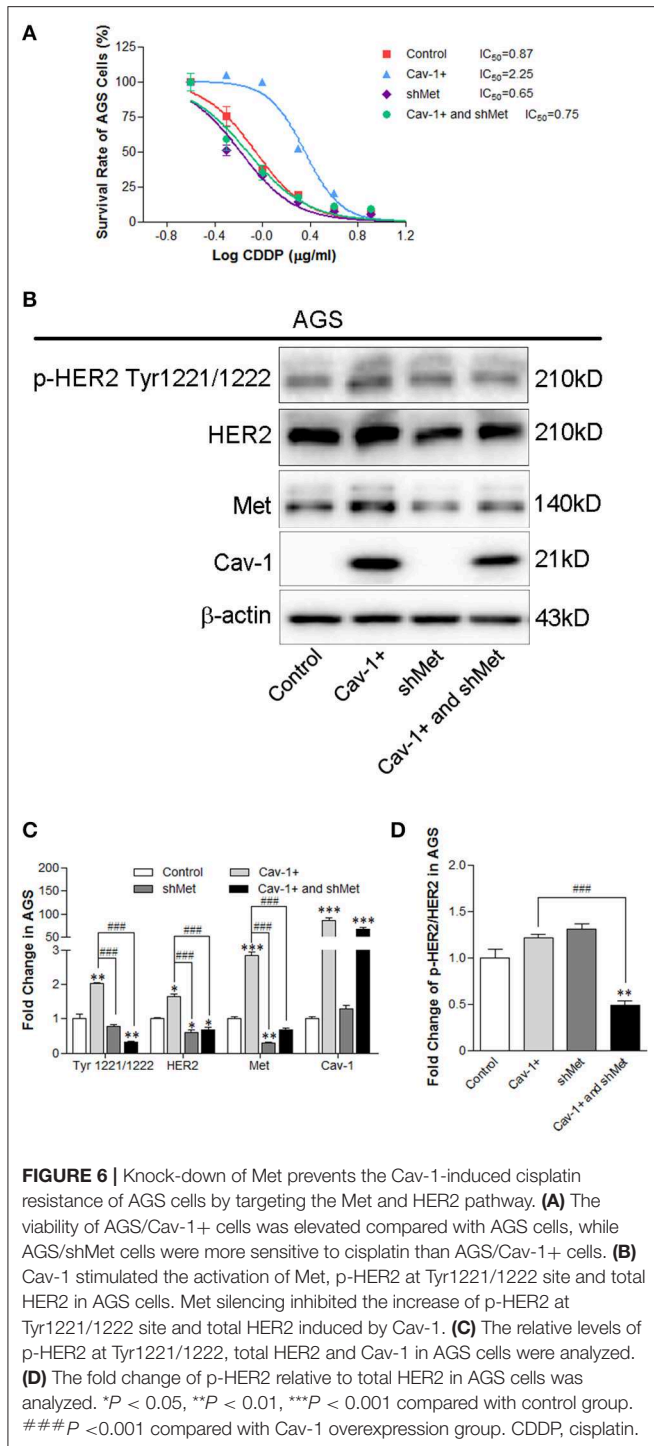 A
Survival Rate of AGS Cells (%)
125
100
75
50
25
0
-0.8 -0.4 -0.0 0.4 0.8 1.2
Log CDDP (μg/ml)
Control IC50=0.87
Cav-1+ IC50=2.25
shMet IC50=0.65
Cav-1+ and shMet IC50=0.75
B
AGS
p-HER2 Tyr1221/1222 210kD
HER2 210kD
Met 140kD
Cav-1 21kD
β-actin 43kD
Control Cav-1+ shMet Cav-1+ and shMet
C
Fold Change in AGS
200
150
100
50
3
2
1
0
Control Cav-1+
shMet Cav-1+ and shMet
### ### ###
### ### ###
** * *** *** ***
** * * **
Tyr 1221/1222 HER2 Met Cav-1
D
Fold Change of p-HER2/HER2 in AGS
2.0
1.5
1.0
0.5
0.0
###
**
Control Cav-1+ shMet Cav-1+ and shMet
FIGURE 6 | Knock-down of Met prevents the Cav-1-induced cisplatin
resistance of AGS cells by targeting the Met and HER2 pathway. (A) The
viability of AGS/Cav-1+ cells was elevated compared with AGS cells, while
AGS/shMet cells were more sensitive to cisplatin than AGS/Cav-1+ cells. (B)
Cav-1 stimulated the activation of Met, p-HER2 at Tyr1221/1222 site and total
HER2 in AGS cells. Met silencing inhibited the increase of p-HER2 at
Tyr1221/1222 site and total HER2 induced by Cav-1. (C) The relative levels of
p-HER2 at Tyr1221/1222, total HER2 and Cav-1 in AGS cells were analyzed.
(D) The fold change of p-HER2 relative to total HER2 in AGS cells was
analyzed. *P < 0.05, **P < 0.01, ***P < 0.001 compared with control group.
###P <0.001 compared with Cav-1 overexpression group. CDDP, cisplatin.